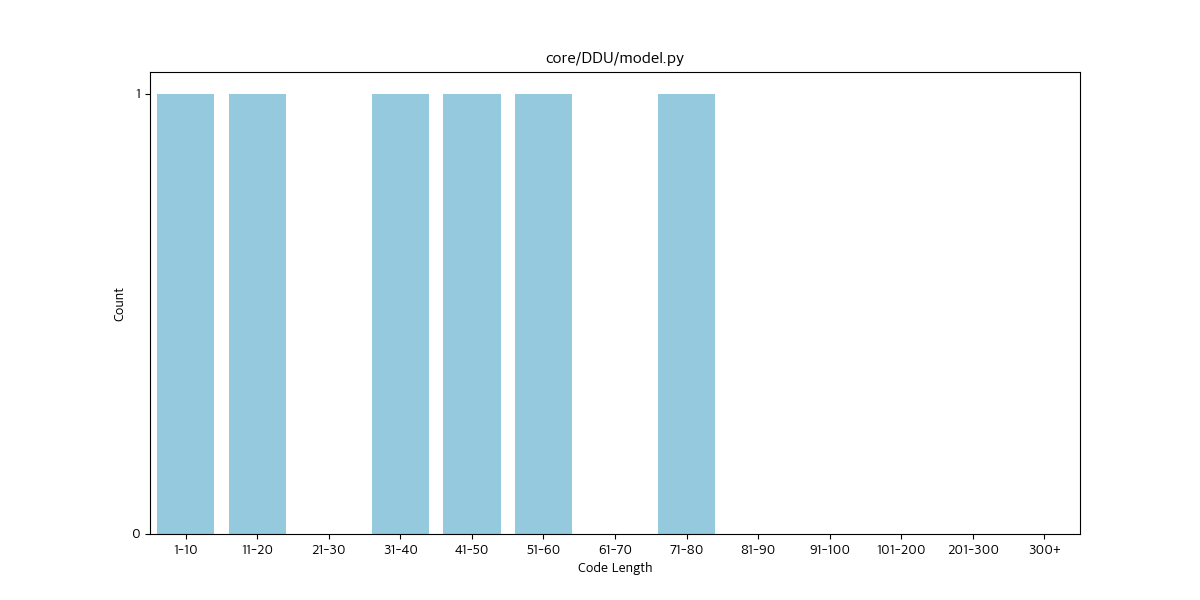 core/DDU/model.py
1
Count
0
1-10 11-20 21-30 31-40 41-50 51-60 61-70 71-80 81-90 91-100 101-200 201-300 300+
Code Length